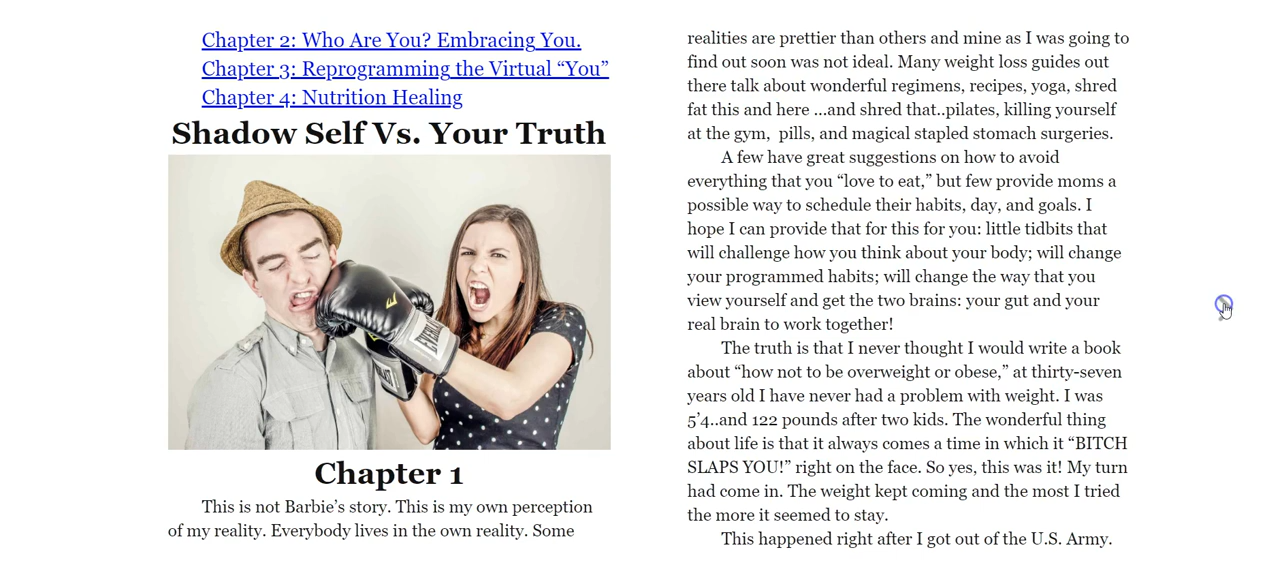 Chapter 2: Who Are You? Embracing You.
Chapter 3: Reprogramming the Virtual “You”
Chapter 4: Nutrition Healing
Shadow Self Vs. Your Truth
EVERLAST
Chapter 1
This is not Barbie’s story. This is my own perception
of my reality. Everybody lives in the own reality. Some
realities are prettier than others and mine as I was going to
find out soon was not ideal. Many weight loss guides out
there talk about wonderful regimens, recipes, yoga, shred
fat this and here ...and shred that..pilates, killing yourself
at the gym,  pills, and magical stapled stomach surgeries.
A few have great suggestions on how to avoid
everything that you “love to eat,” but few provide moms a
possible way to schedule their habits, day, and goals. I
hope I can provide that for this for you: little tidbits that
will challenge how you think about your body; will change
your programmed habits; will change the way that you
view yourself and get the two brains: your gut and your
real brain to work together!
The truth is that I never thought I would write a book
about “how not to be overweight or obese,” at thirty-seven
years old I have never had a problem with weight. I was
5’4..and 122 pounds after two kids. The wonderful thing
about life is that it always comes a time in which it “BITCH
SLAPS YOU!” right on the face. So yes, this was it! My turn
had come in. The weight kept coming and the most I tried
the more it seemed to stay.
This happened right after I got out of the U.S. Army.